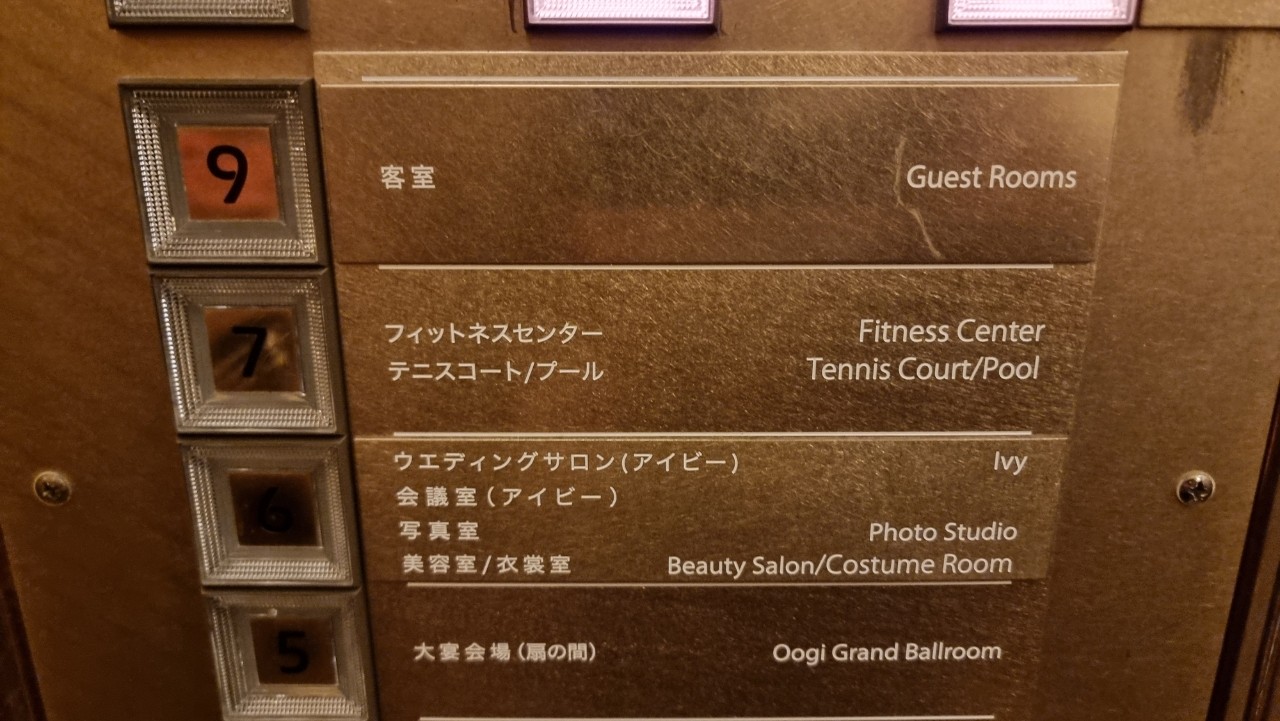 9 客室 Guest Rooms
7 フィットネスセンター Fitness Center
テニスコート/プール Tennis Court/Pool
6 ウエディングサロン(アイビー) Ivy
会議室(アイビー)
写真室 Photo Studio
美容室/衣裳室 Beauty Salon/Costume Room
5 大宴会場(扇の間) Oogi Grand Ballroom